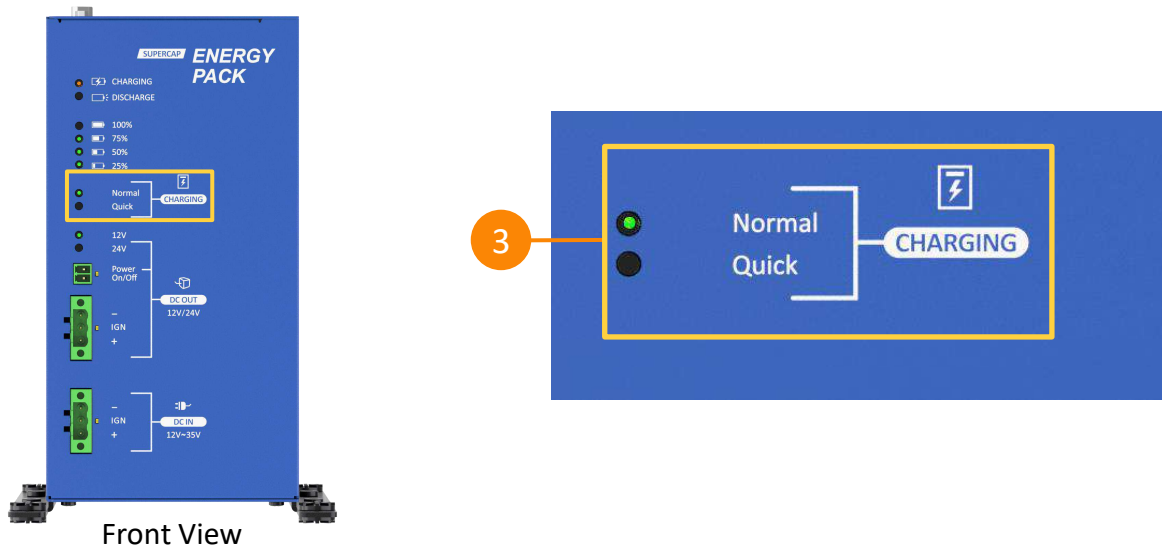 SUPERCAP ENERGY
PACK
CHARGING
DISCHARGE
100%
75%
50%
25%
Normal
Quick
CHARGING
12V
24V
Power
On/Off
DC OUT
12V/24V
–
IGN
+
–
IGN
+
DC IN
12V~35V
Front View
3
Normal
Quick
CHARGING